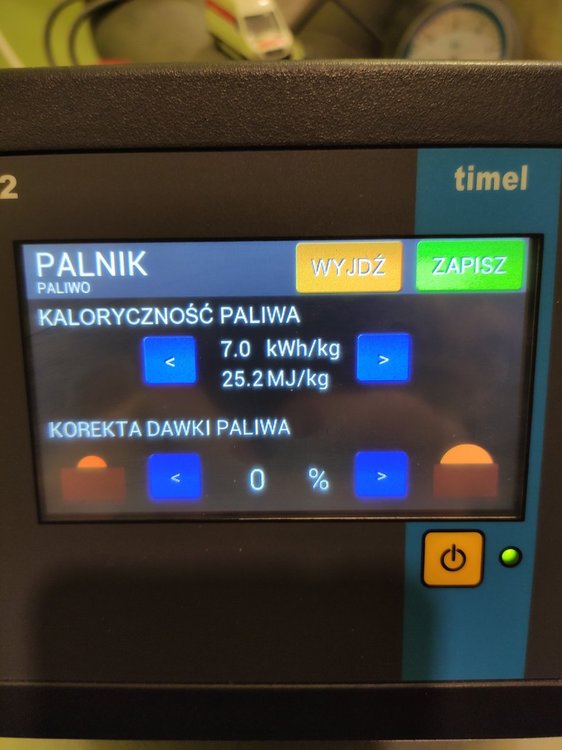 2
timel
PALNIK
PALIWO
WYJDŹ
ZAPISZ
KALORYCZNOŚĆ PALIWA
< 7.0 kWh/kg >
25.2 MJ/kg
KOREKTA DAWKI PALIWA
< 0 % >